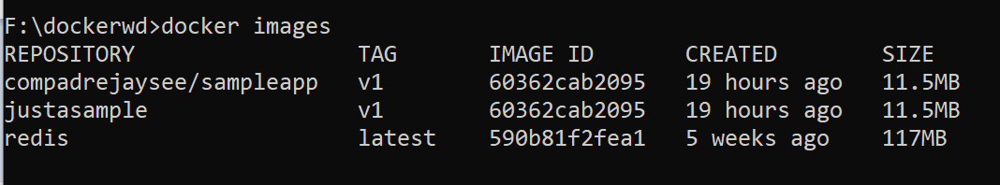 F:\dockerwd>docker images
REPOSITORY TAG IMAGE ID CREATED SIZE
compadrejaysee/sampleapp v1 60362cab2095 19 hours ago 11.5MB
justasample v1 60362cab2095 19 hours ago 11.5MB
redis latest 590b81f2fea1 5 weeks ago 117MB